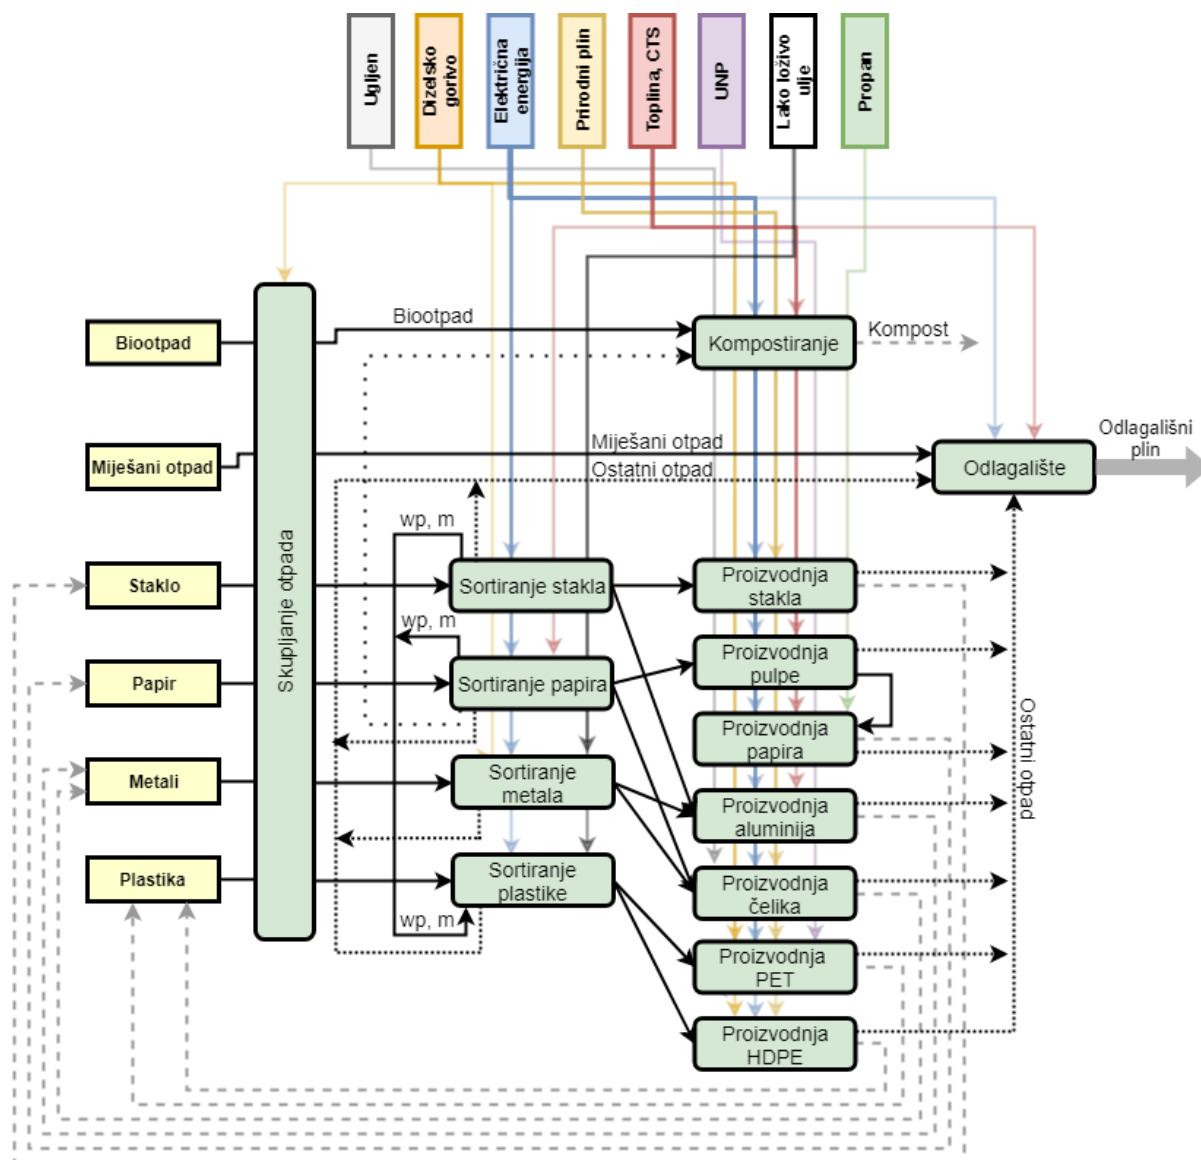 Ugljen
Dizelsko
gorivo
Električna
energija
Prirodni plin
Toplina, CTS
UNP
Lako loživo
ulje
Propan
Biootpad
Biootpad
Kompostiranje
Kompost
Miješani otpad
Miješani otpad
Ostatni otpad
Odlagalište
Odlagališni
plin
Skupljanje otpada
wp, m
Staklo
Sortiranje stakla
Proizvodnja
stakla
wp, m
Papir
Sortiranje papira
Proizvodnja
pulpe
Proizvodnja
papira
Ostatni otpad
Metali
Sortiranje
metala
Proizvodnja
aluminija
Plastika
Sortiranje
plastike
Proizvodnja
čelika
wp, m
Proizvodnja
PET
Proizvodnja
HDPE